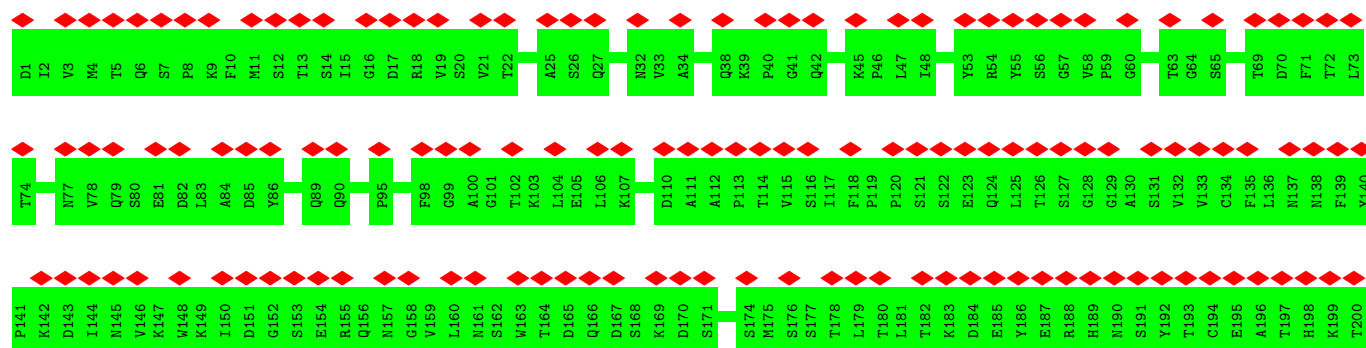 D1 I2 V3 M4 T5 Q6 S7 P8 K9 F10 M11 S12 T13 S14 I15 G16 D17 R18 V19 S20 V21 T22 A25 S26 Q27 N32 V33 A34 Q38 K39 P40 G41 Q42 K45 P46 L47 I48 Y53 R54 Y55 S56 G57 V58 P59 G60 T63 G64 S65 T69 D70 F71 T72 L73
T74 N77 V78 Q79 S80 E81 D82 L83 A84 D85 Y86 Q89 Q90 P95 F98 G99 A100 G101 T102 K103 L104 E105 L106 K107 D110 A111 A112 P113 T114 V115 S116 I117 F118 P119 P120 S121 S122 E123 Q124 L125 T126 S127 G128 G129 A130 S131 V132 V133 C134 F135 L136 N137 N138 F139 Y140
P141 K142 D143 I144 N145 V146 K147 W148 K149 I150 D151 G152 S153 E154 R155 Q156 N157 G158 V159 L160 N161 S162 W163 T164 D165 Q166 D167 S168 K169 D170 S171 S174 M175 S176 S177 T178 L179 T180 L181 T182 K183 D184 E185 Y186 E187 R188 H189 N190 S191 Y192 T193 C194 E195 A196 T197 H198 K199 T200